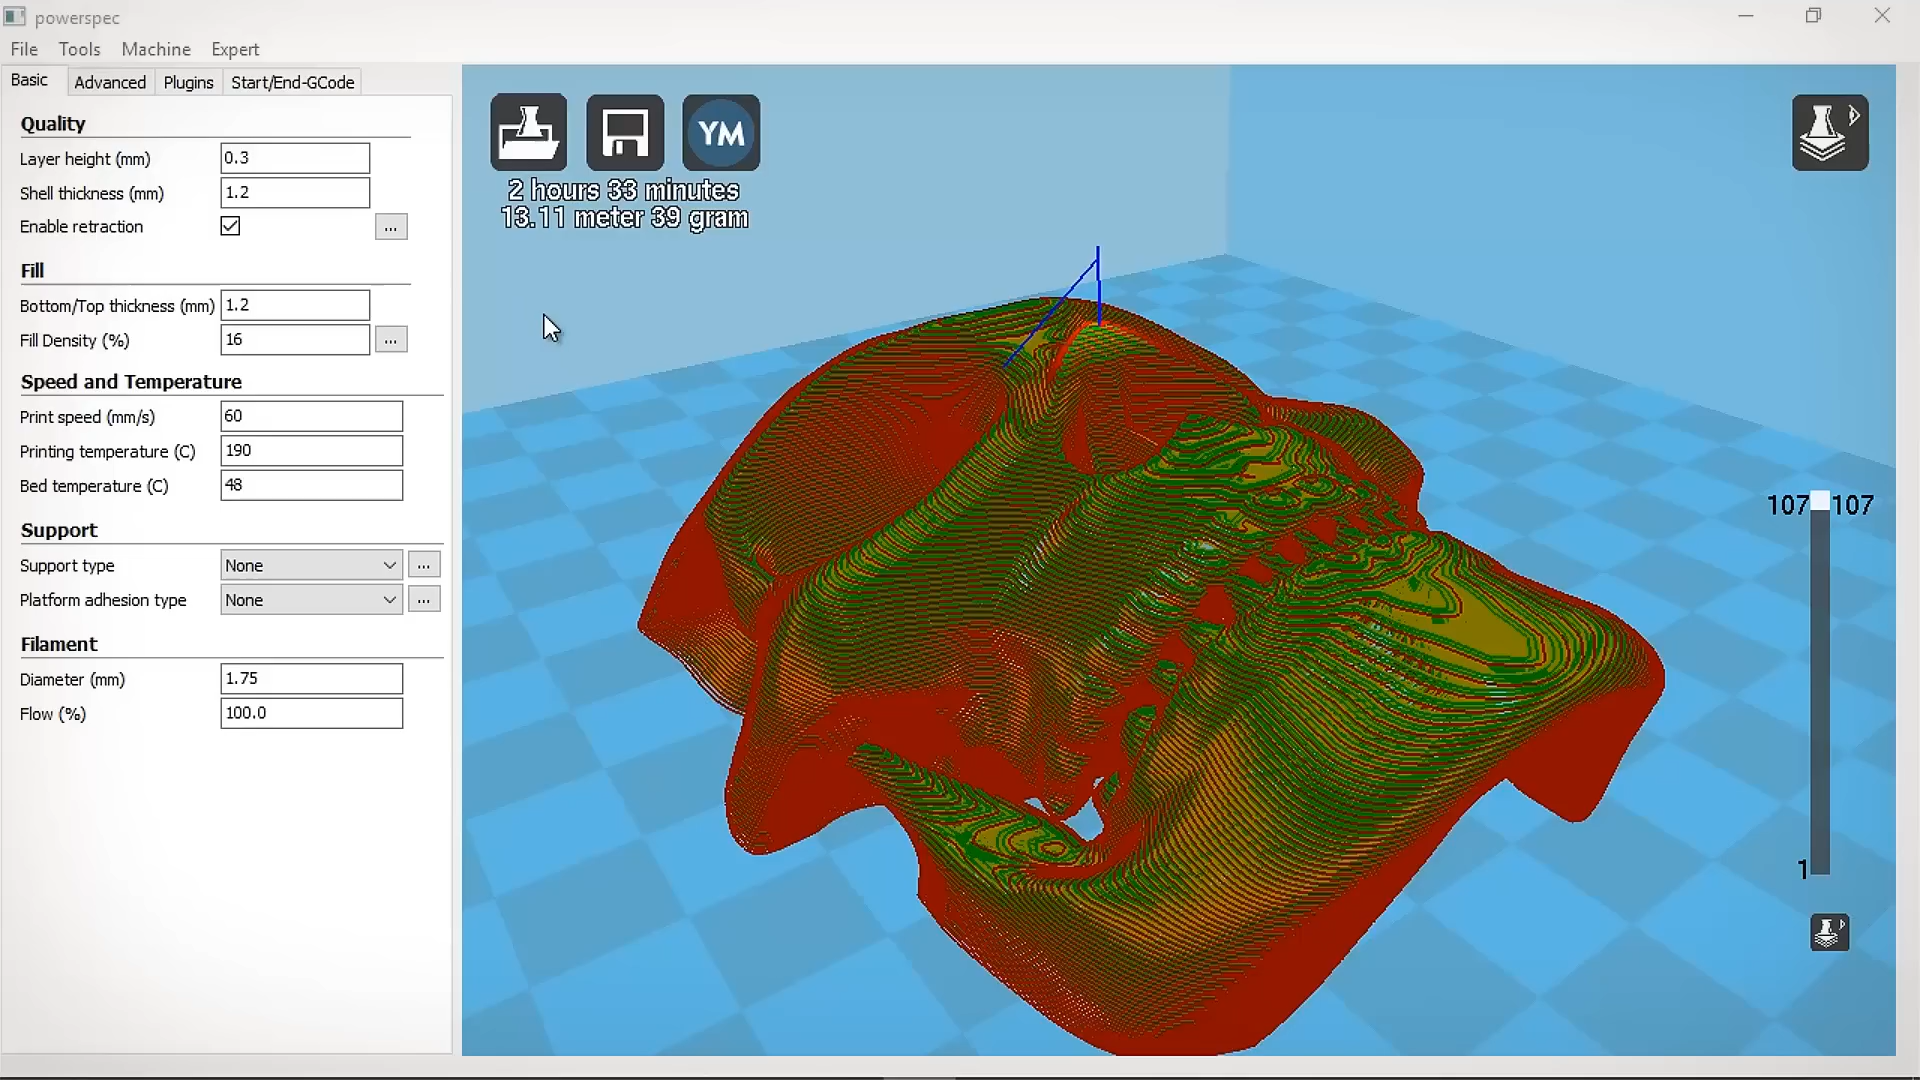 powerspec
File Tools Machine Expert
Basic Advanced Plugins Start/End-GCode
Quality
Layer height (mm) 0.3
Shell thickness (mm) 1.2
Enable retraction ...
Fill
Bottom/Top thickness (mm) 1.2
Fill Density (%) 16 ...
Speed and Temperature
Print speed (mm/s) 60
Printing temperature (C) 190
Bed temperature (C) 48
Support
Support type None ...
Platform adhesion type None ...
Filament
Diameter (mm) 1.75
Flow (%) 100.0
YM
2 hours 33 minutes
13.11 meter 39 gram
107 107
1